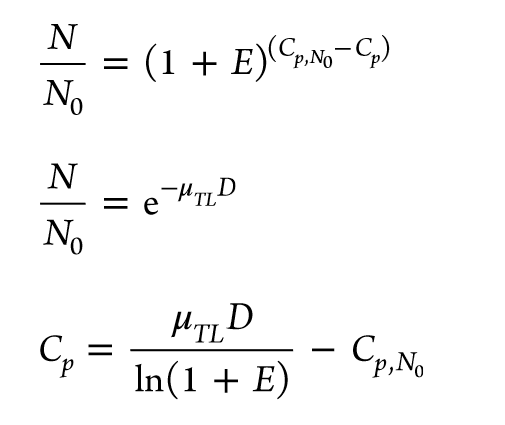 N/N₀ = (1 + E)^(C_{p,N₀} − C_p)
N/N₀ = e^{−μ_{TL}D}
C_p = μ_{TL}D / ln(1 + E) − C_{p,N₀}